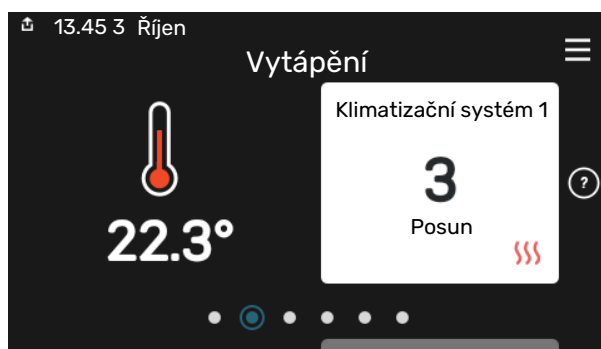 13.45 3 Říjen
Vytápění
Klimatizační systém 1
3
Posun
22.3°
?